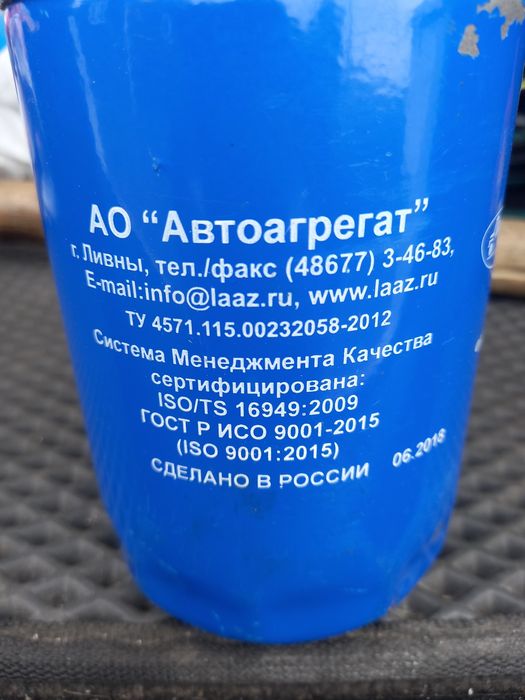 АО “Автоагрегат”
г. Ливны, тел./факс (48677) 3-46-83,
E-mail:info@laaz.ru, www.laaz.ru
ТУ 4571.115.00232058-2012
Система Менеджмента Качества
сертифицирована:
ISO/TS 16949:2009
ГОСТ Р ИСО 9001-2015
(ISO 9001:2015)
СДЕЛАНО В РОССИИ
06.2018